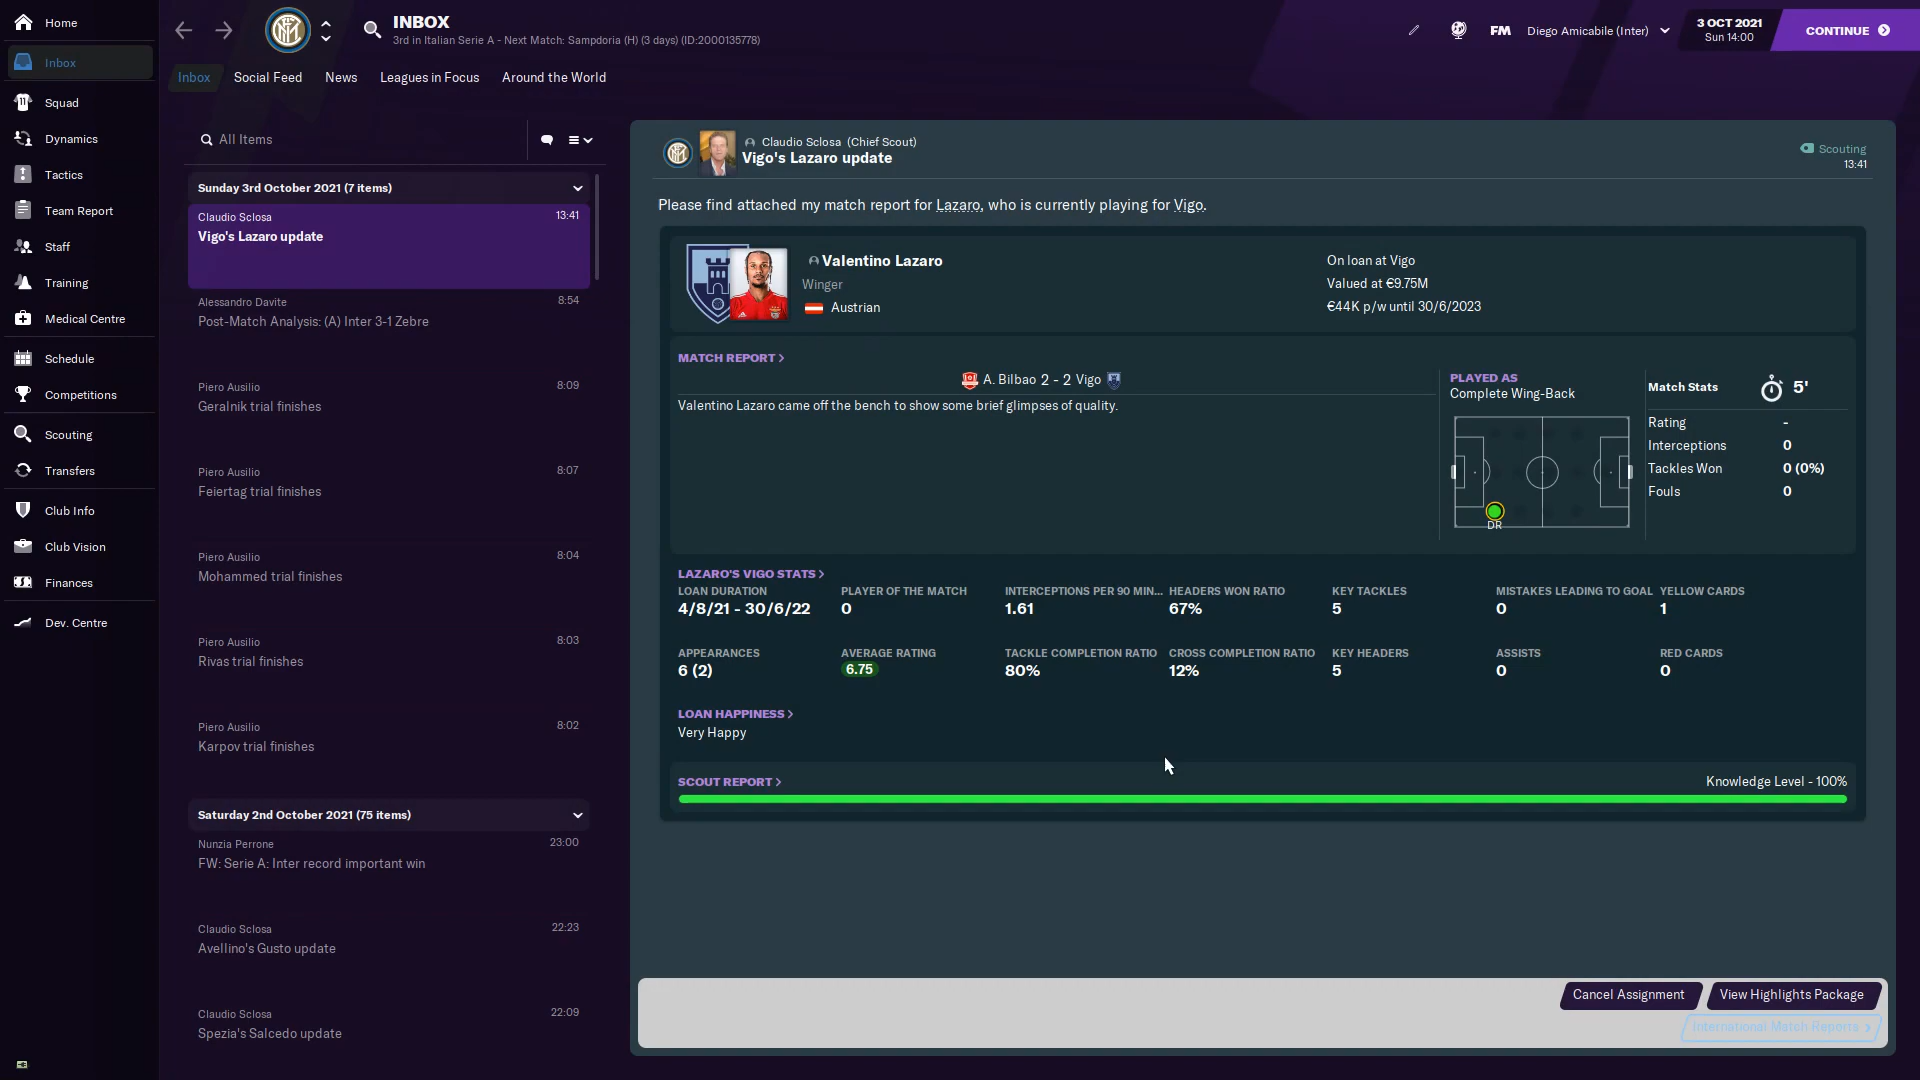 Home
Inbox
Squad
Dynamics
Tactics
Team Report
Staff
Training
Medical Centre
Schedule
Competitions
Scouting
Transfers
Club Info
Club Vision
Finances
Dev. Centre
INBOX
3rd in Italian Serie A - Next Match: Sampdoria (H) (3 days) (ID:2000135778)
FM
Diego Amicabile (Inter)
3 OCT 2021
Sun 14:00
CONTINUE
Inbox Social Feed News Leagues in Focus Around the World
All Items
Sunday 3rd October 2021 (7 items)
Claudio Sclosa 13:41
Vigo's Lazaro update
Alessandro Davite 8:54
Post-Match Analysis: (A) Inter 3-1 Zebre
Piero Ausilio 8:09
Geralnik trial finishes
Piero Ausilio 8:07
Feiertag trial finishes
Piero Ausilio 8:04
Mohammed trial finishes
Piero Ausilio 8:03
Rivas trial finishes
Piero Ausilio 8:02
Karpov trial finishes
Saturday 2nd October 2021 (75 items)
Nunzia Perrone 23:00
FW: Serie A: Inter record important win
Claudio Sclosa 22:23
Avellino's Gusto update
Claudio Sclosa 22:09
Spezia's Salcedo update
Claudio Sclosa (Chief Scout)
Vigo's Lazaro update
Scouting
13:41
Please find attached my match report for Lazaro, who is currently playing for Vigo.
Valentino Lazaro
Winger
Austrian
On loan at Vigo
Valued at €9.75M
€44K p/w until 30/6/2023
MATCH REPORT >
A. Bilbao 2 - 2 Vigo
Valentino Lazaro came off the bench to show some brief glimpses of quality.
PLAYED AS
Complete Wing-Back
DR
Match Stats 5'
Rating -
Interceptions 0
Tackles Won 0 (0%)
Fouls 0
LAZARO'S VIGO STATS >
LOAN DURATION PLAYER OF THE MATCH INTERCEPTIONS PER 90 MIN... HEADERS WON RATIO KEY TACKLES MISTAKES LEADING TO GOAL YELLOW CARDS
4/8/21 - 30/6/22 0 1.61 67% 5 0 1
APPEARANCES AVERAGE RATING TACKLE COMPLETION RATIO CROSS COMPLETION RATIO KEY HEADERS ASSISTS RED CARDS
6 (2) 6.75 80% 12% 5 0 0
LOAN HAPPINESS >
Very Happy
SCOUT REPORT > Knowledge Level - 100%
Cancel Assignment View Highlights Package
International Match Reports >